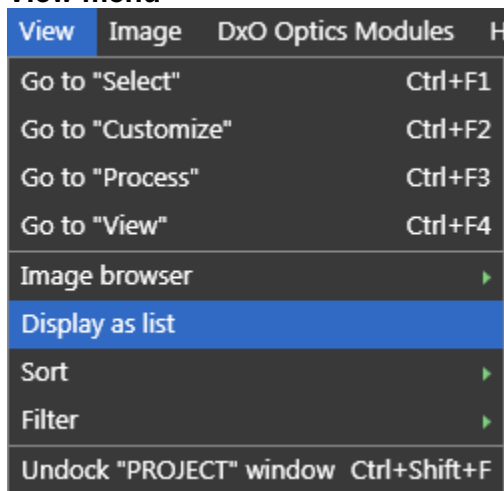 View Image DxO Optics Modules
Go to "Select" Ctrl+F1
Go to "Customize" Ctrl+F2
Go to "Process" Ctrl+F3
Go to "View" Ctrl+F4
Image browser
Display as list
Sort
Filter
Undock "PROJECT" window Ctrl+Shift+F